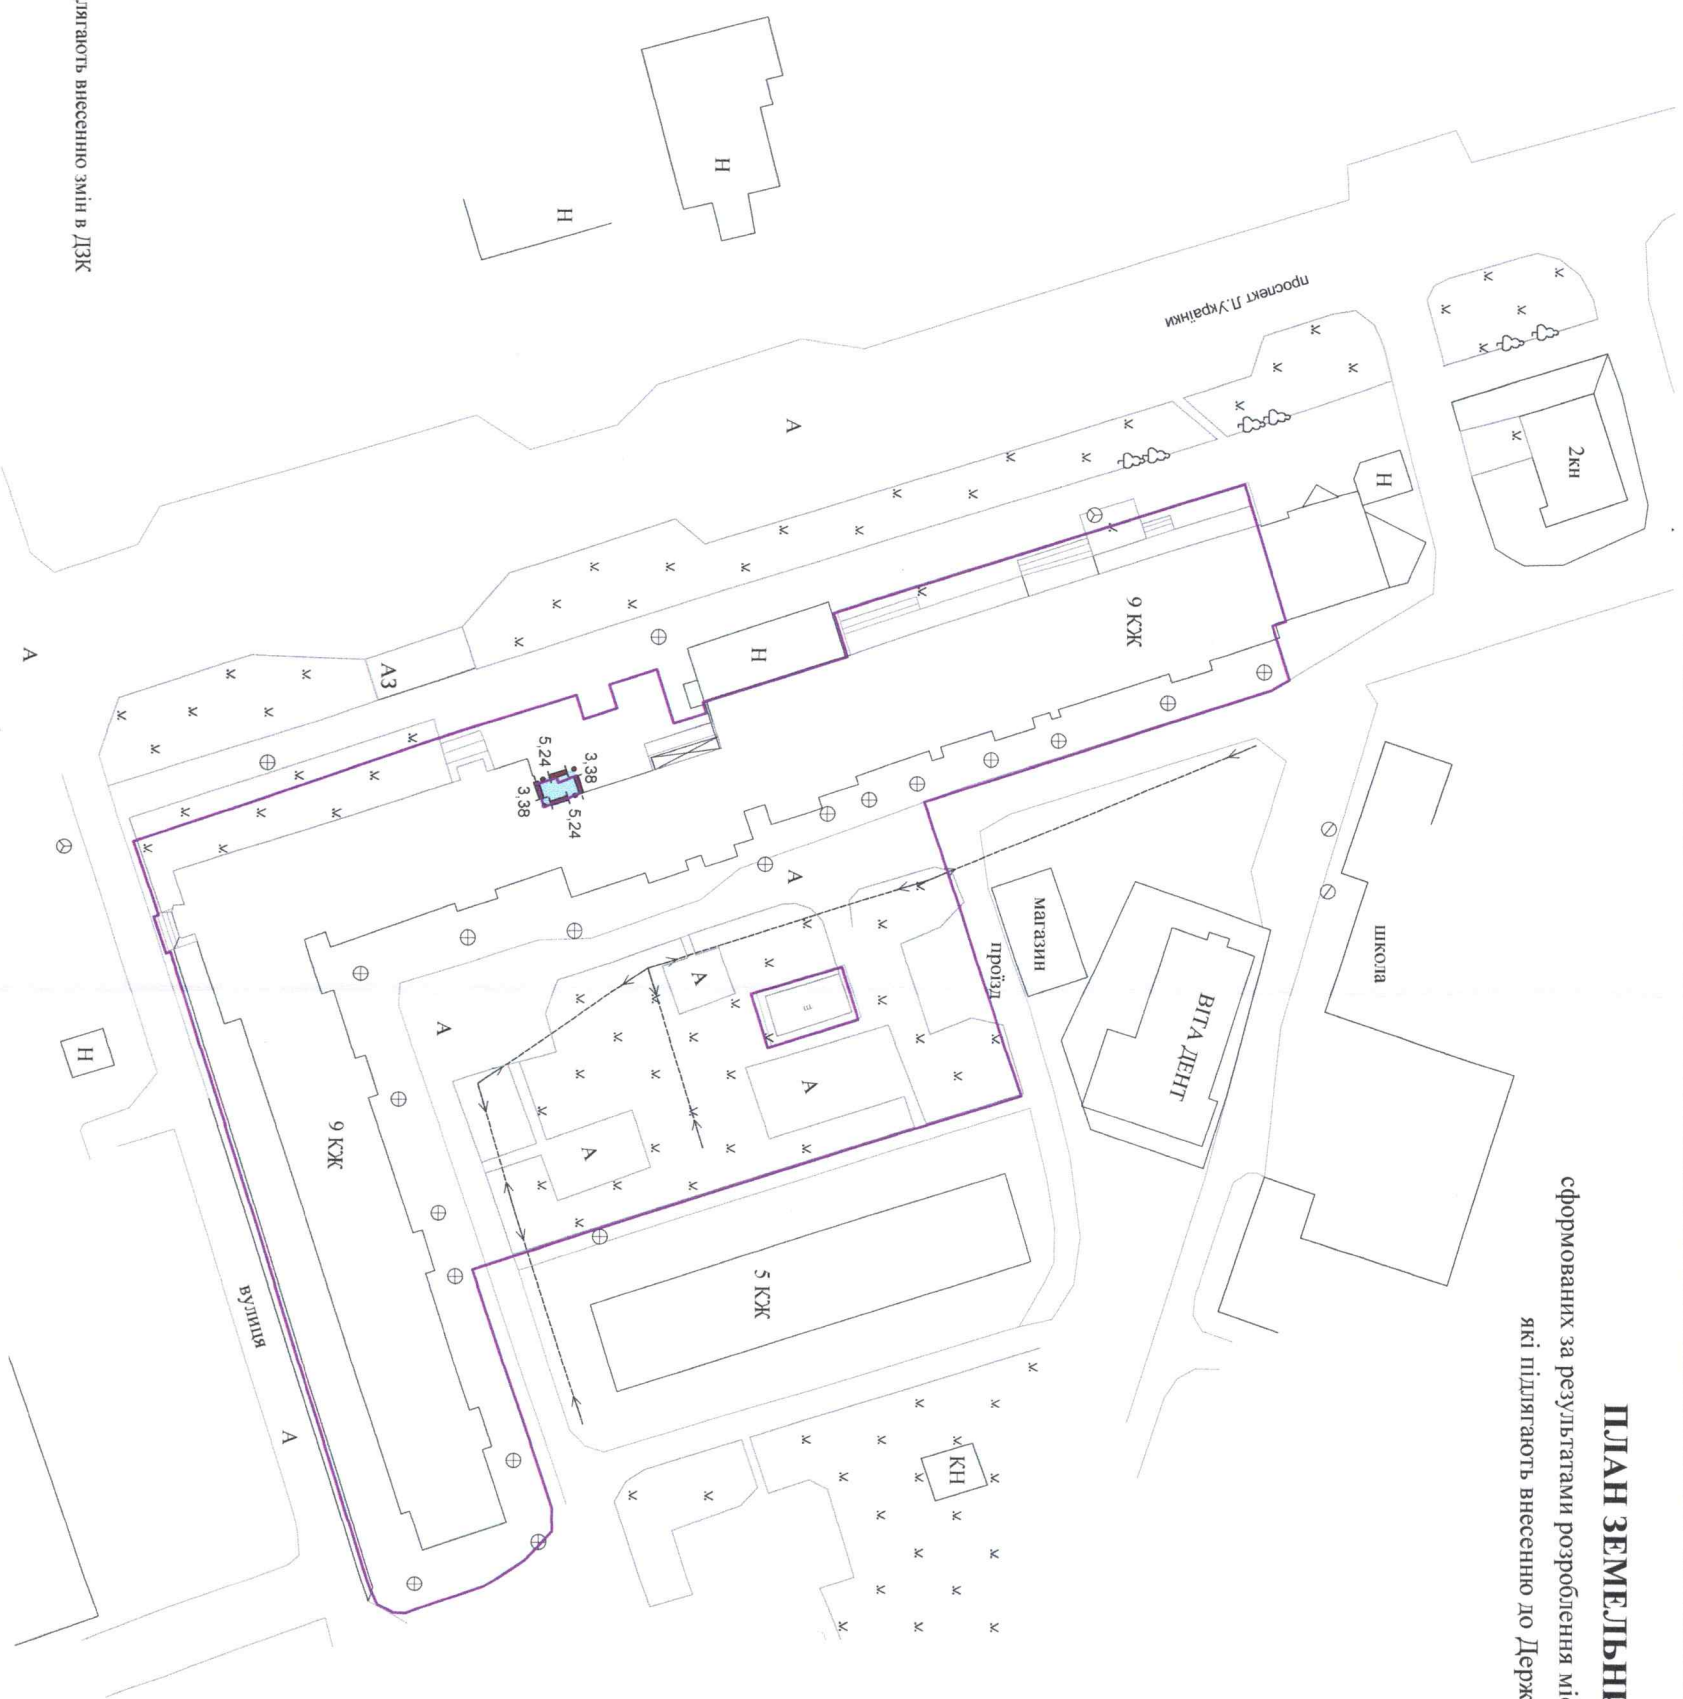 ПЛАН ЗЕМЕЛЬН
сформованих за результатами розроблення міс
які підлягають внесенню до Держ
лягають внесенню змін в ДЗК
проспект Л.Українки
2кн
Н
Н
Н
А
9 КЖ
Н
АЗ
А
5,24
3,38
3,38
5,24
школа
магазин
проїзд
ВІТА ДЕНТ
А
А
Ш
А
А
А
9 КЖ
5 КЖ
Н
вулиця
А
КН